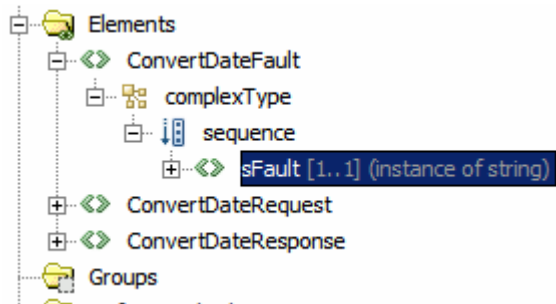 Elements
ConvertDateFault
complexType
sequence
sFault [1..1] (instance of string)
ConvertDateRequest
ConvertDateResponse
Groups